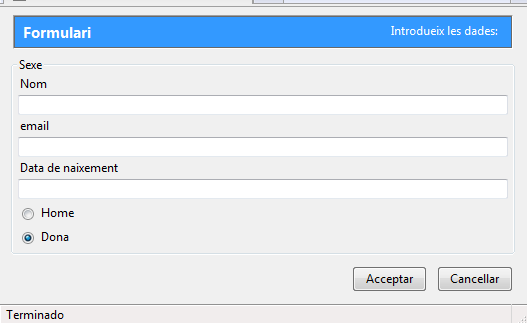 Formulari
Introdueix les dades:
Sexe
Nom
email
Data de naixement
Home
Dona
Acceptar
Cancellar
Terminado